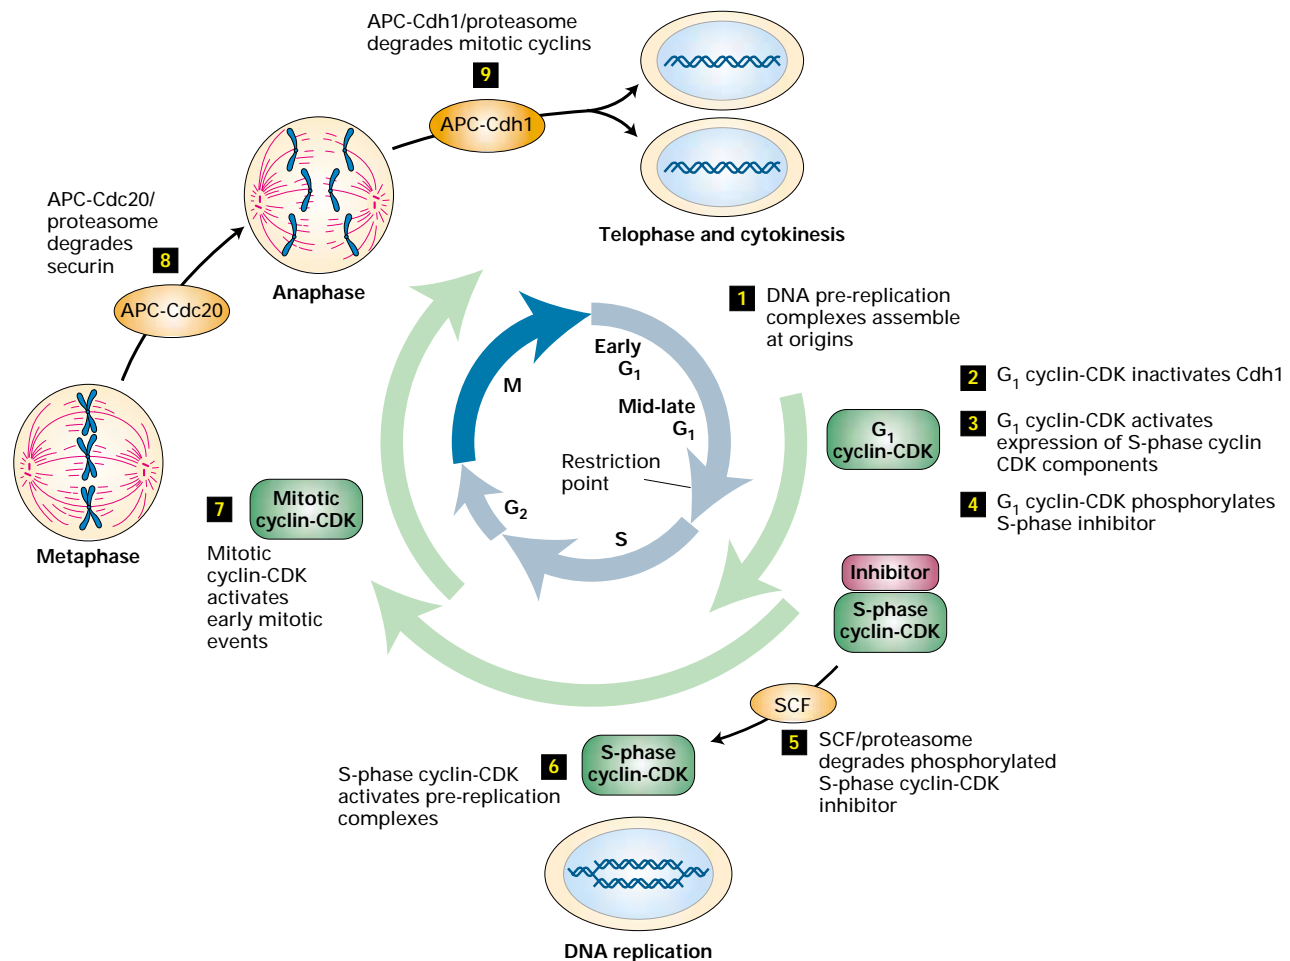 APC-Cdh1/proteasome
degrades mitotic cyclins
9
APC-Cdh1
Telophase and cytokinesis
APC-Cdc20/
proteasome
degrades
securin
8
APC-Cdc20
Anaphase
Metaphase
1
DNA pre-replication
complexes assemble
at origins
Early
G1
M
Mid-late
G1
Restriction
point
G2
S
G1
cyclin-CDK
2
G1 cyclin-CDK inactivates Cdh1
3
G1 cyclin-CDK activates
expression of S-phase cyclin
CDK components
4
G1 cyclin-CDK phosphorylates
S-phase inhibitor
7
Mitotic
cyclin-CDK
Mitotic
cyclin-CDK
activates
early mitotic
events
Inhibitor
S-phase
cyclin-CDK
SCF
5
SCF/proteasome
degrades phosphorylated
S-phase cyclin-CDK
inhibitor
6
S-phase
cyclin-CDK
S-phase cyclin-CDK
activates pre-replication
complexes
DNA replication